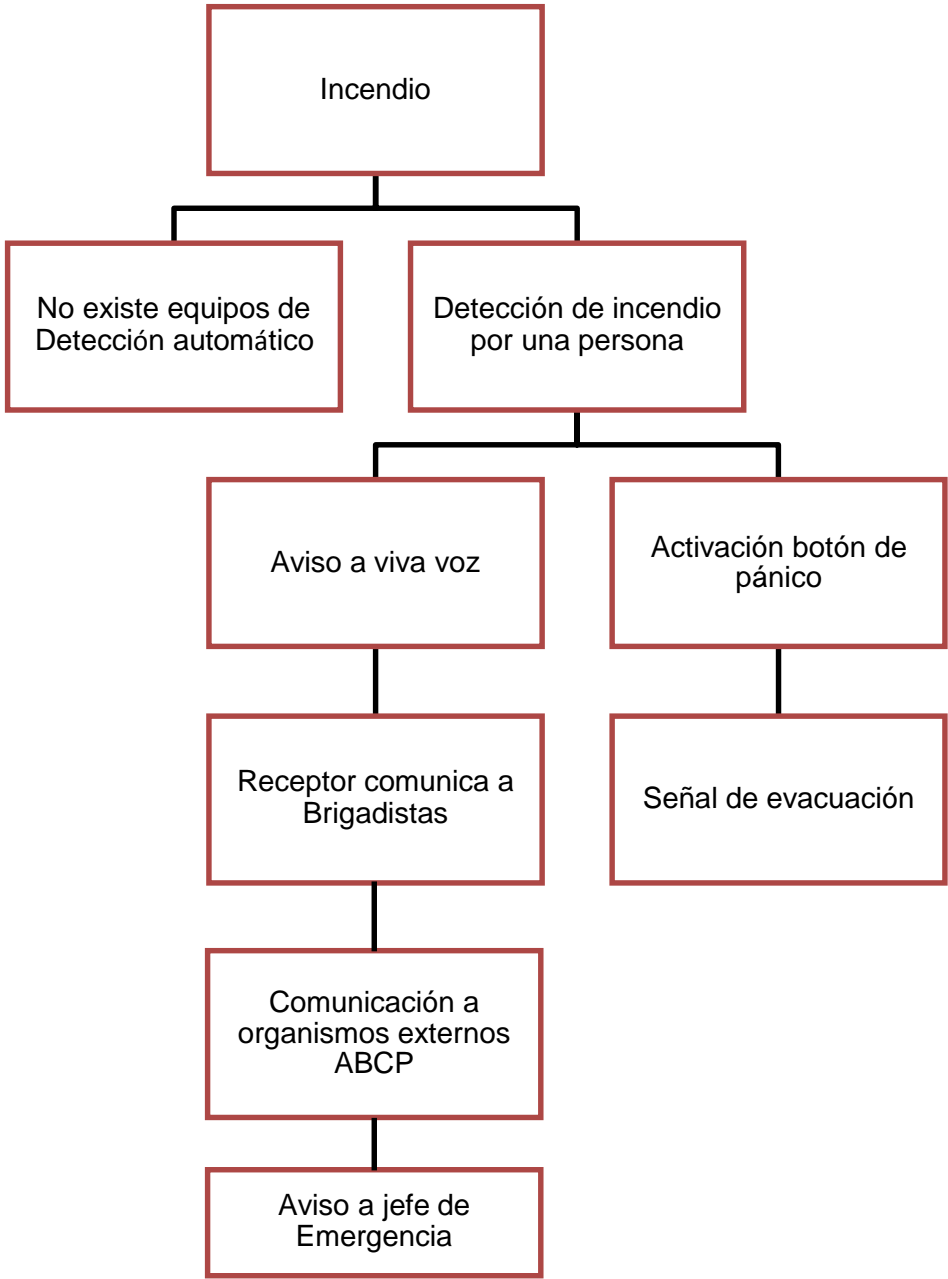 Incendio
No existe equipos de
Detección automático
Detección de incendio
por una persona
Aviso a viva voz
Activación botón de
pánico
Receptor comunica a
Brigadistas
Señal de evacuación
Comunicación a
organismos externos
ABCP
Aviso a jefe de
Emergencia